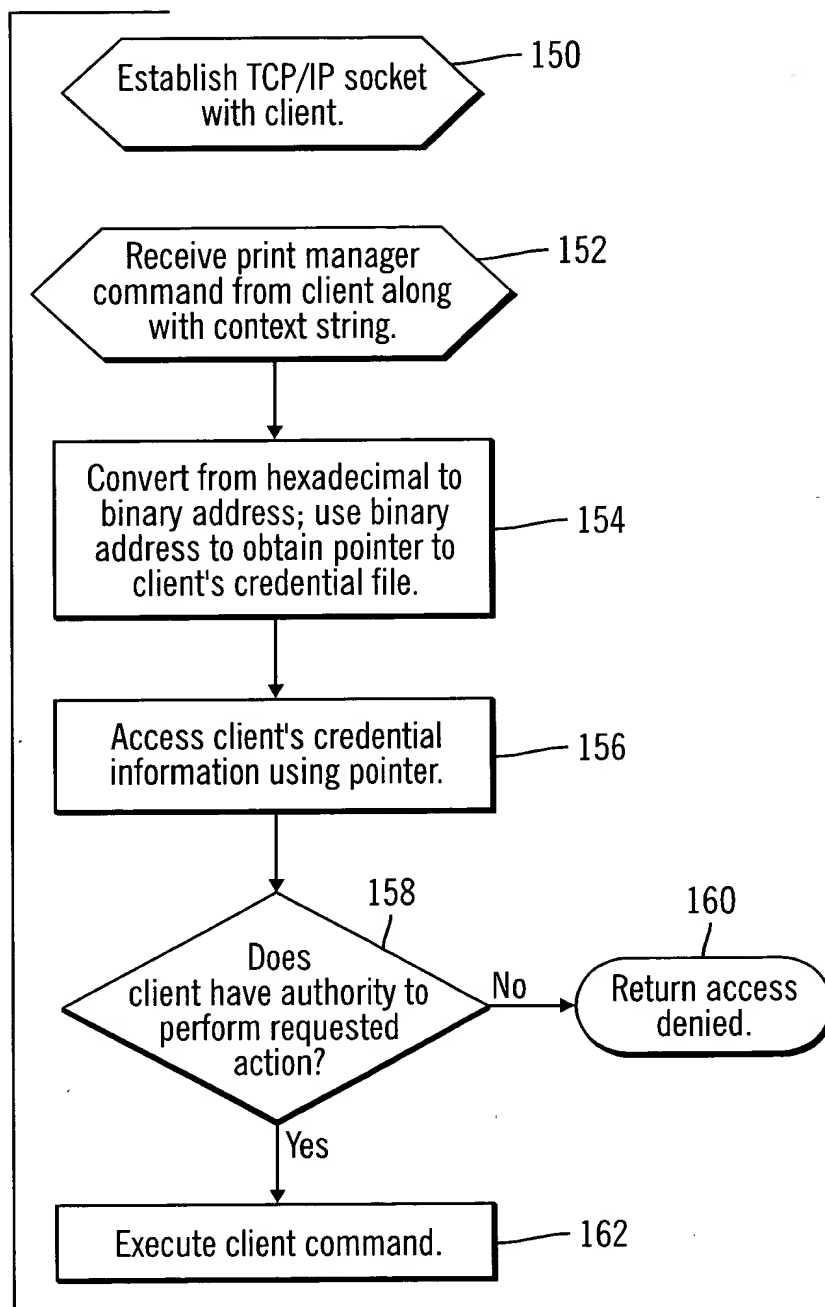 Establish TCP/IP socket
with client.
150
Receive print manager
command from client along
with context string.
152
Convert from hexadecimal to
binary address; use binary
address to obtain pointer to
client's credential file.
154
Access client's credential
information using pointer.
156
158
Does
client have authority to
perform requested
action?
No
160
Return access
denied.
Yes
Execute client command.
162